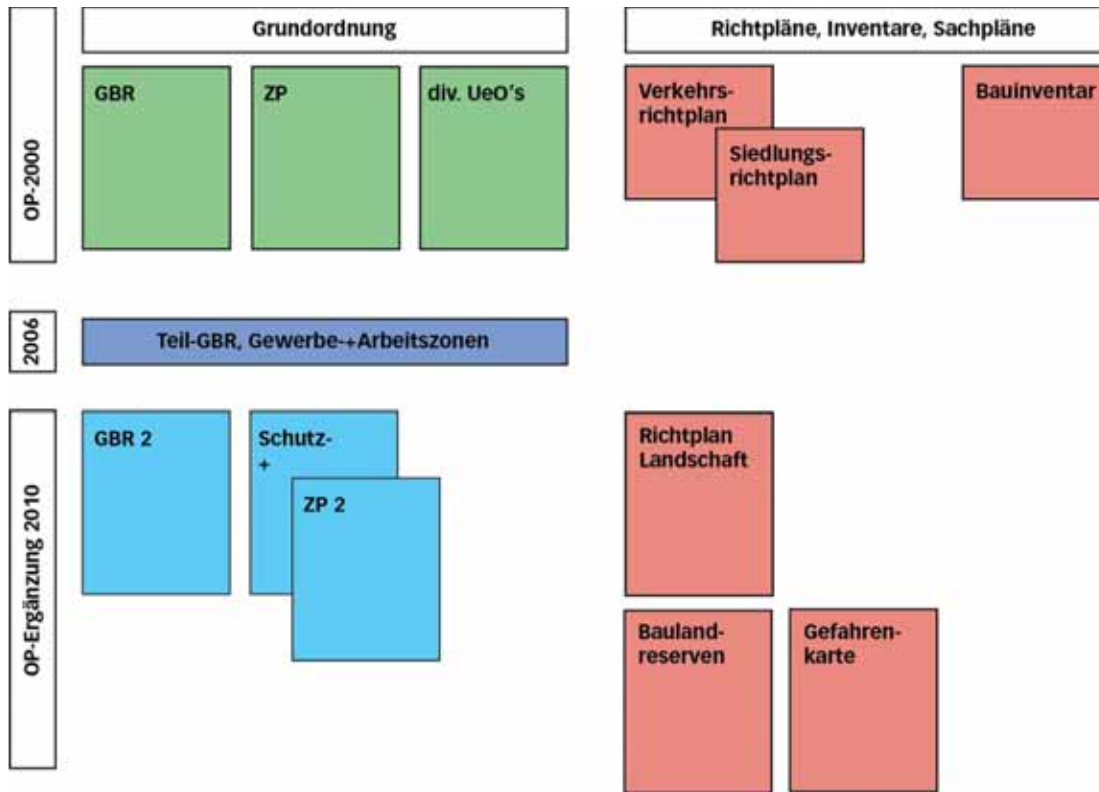 Grundordnung
Richtpläne, Inventare, Sachpläne
OP-2000
GBR
ZP
div. UeO's
Verkehrs-
richtplan
Siedlungs-
richtplan
Bauinventar
2006
Teil-GBR, Gewerbe-+Arbeitszonen
OP-Ergänzung 2010
GBR 2
Schutz-
+
ZP 2
Richtplan
Landschaft
Bauland-
reserven
Gefahren-
karte